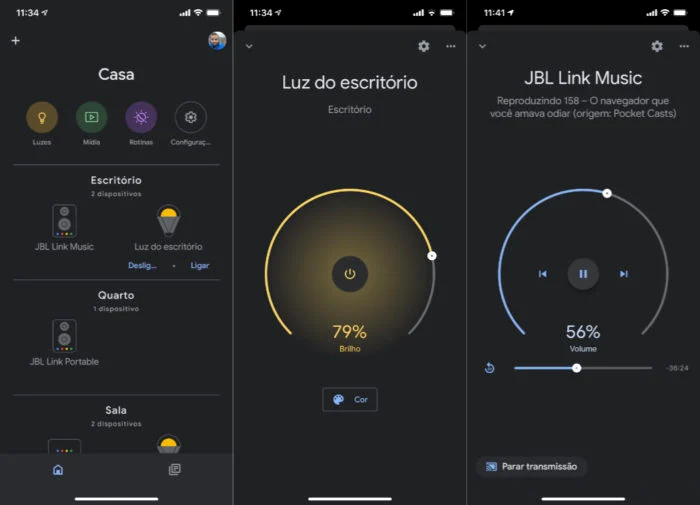 11:34
Casa
Luzes
Mídia
Rotinas
Configuraç...
Escritório
2 dispositivos
JBL Link Music
Luz do escritório
Deslig...
Ligar
Quarto
1 dispositivo
JBL Link Portable
Sala
2 dispositivos
11:34
Luz do escritório
Escritório
79%
Brilho
Cor
11:41
JBL Link Music
Reproduzindo 158 – O navegador que
você amava odiar (origem: Pocket Casts)
56%
Volume
-36:24
Parar transmissão